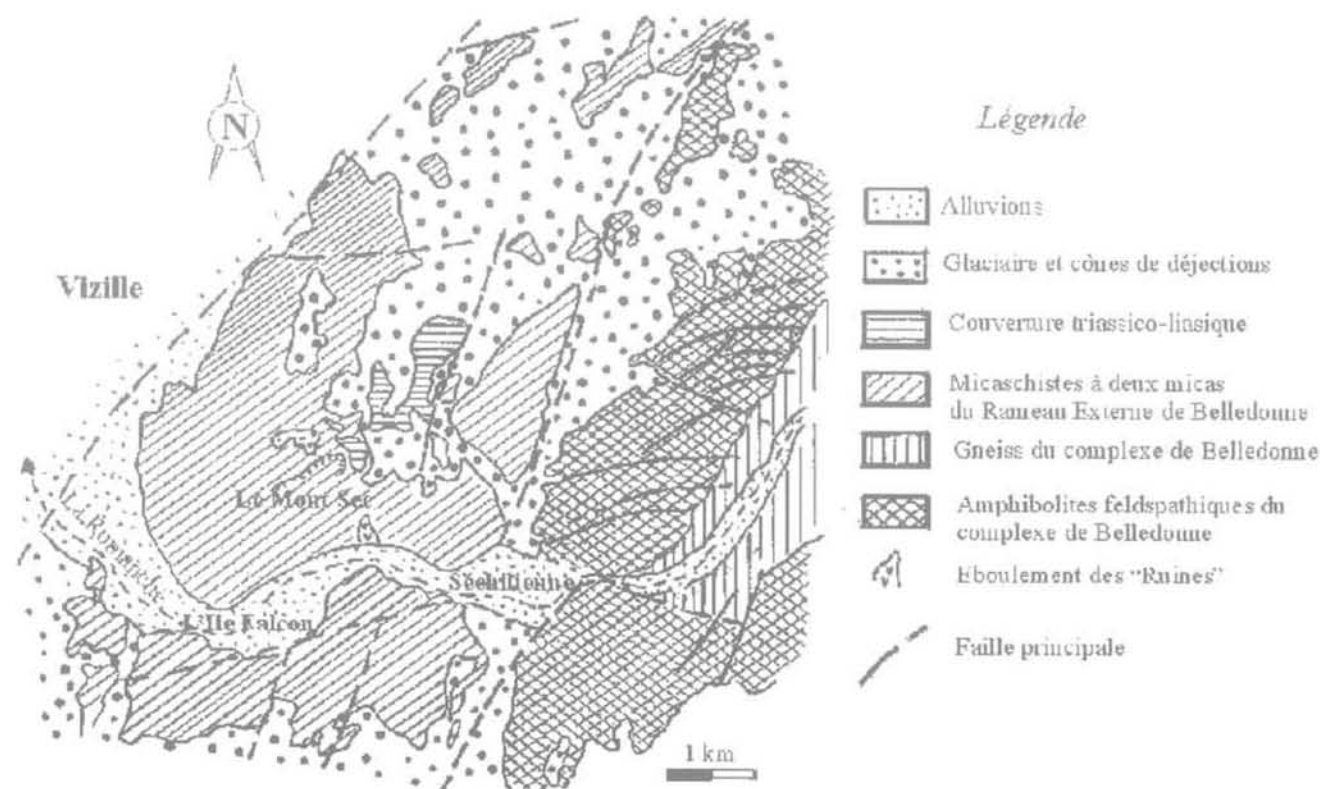 N
Légende
Alluvions
Glaciaire et cônes de déjections
Vizille
Couverture triassico-liasique
Micaschistes à deux micas
du Rameau Externe de Belledonne
Gneiss du complexe de Belledonne
Le Mont Sec
Amphibolites feldspathiques du
complexe de Belledonne
La Romanche
Séchilienne
Eboulement des "Ruines"
L'Ile Falcon
Faille principale
1 km